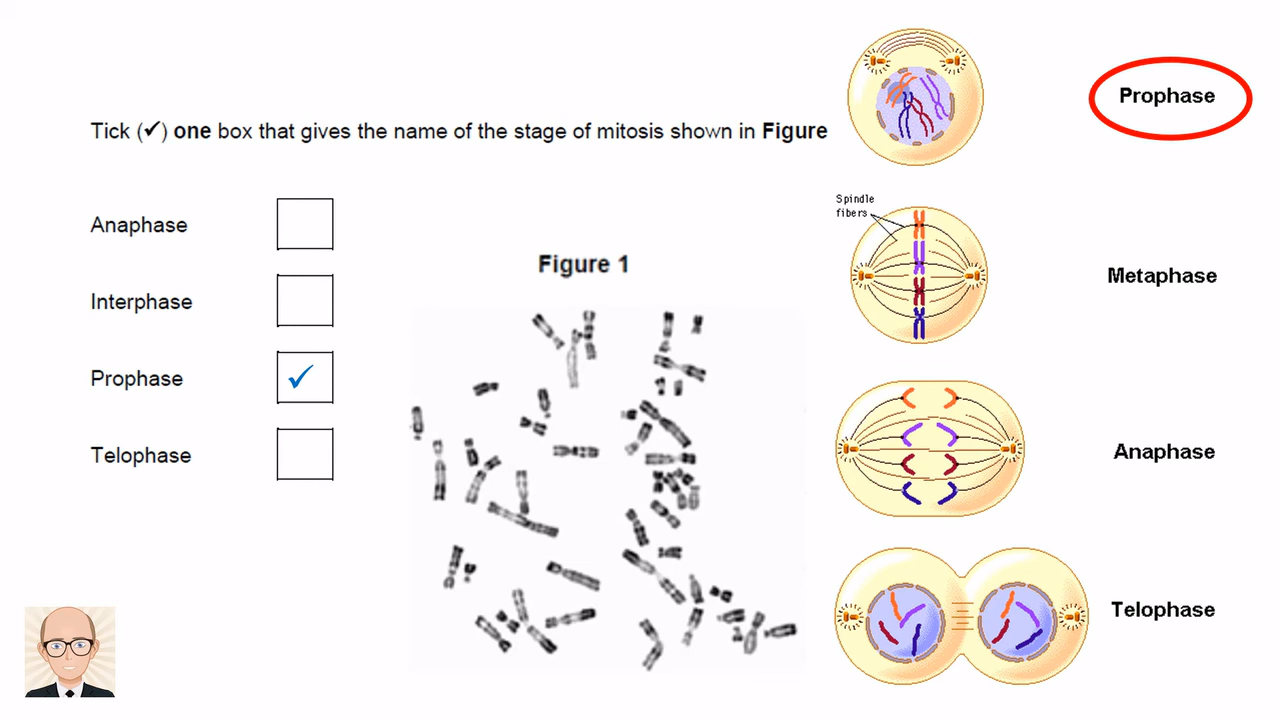 Tick (✓) one box that gives the name of the stage of mitosis shown in Figure
Anaphase
Interphase
Prophase ✓
Telophase
Figure 1
Prophase
Spindle
fibers
Metaphase
Anaphase
Telophase